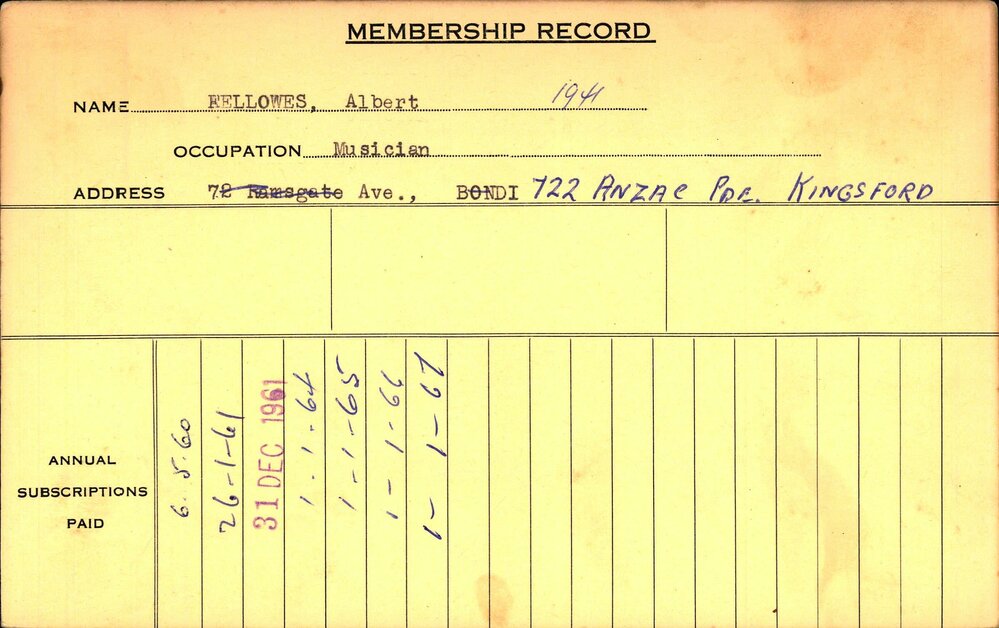 MEMBERSHIP RECORD
NAME FELLOWES, Albert 1941
OCCUPATION Musician
ADDRESS 72 Ramsgate Ave., BONDI 722 ANZAC PDE. KINGSFORD
ANNUAL
SUBSCRIPTIONS
PAID
6.5.60
26-1-61
31 DEC 1961
1-1-64
1-1-65
1-1-66
1-1-67